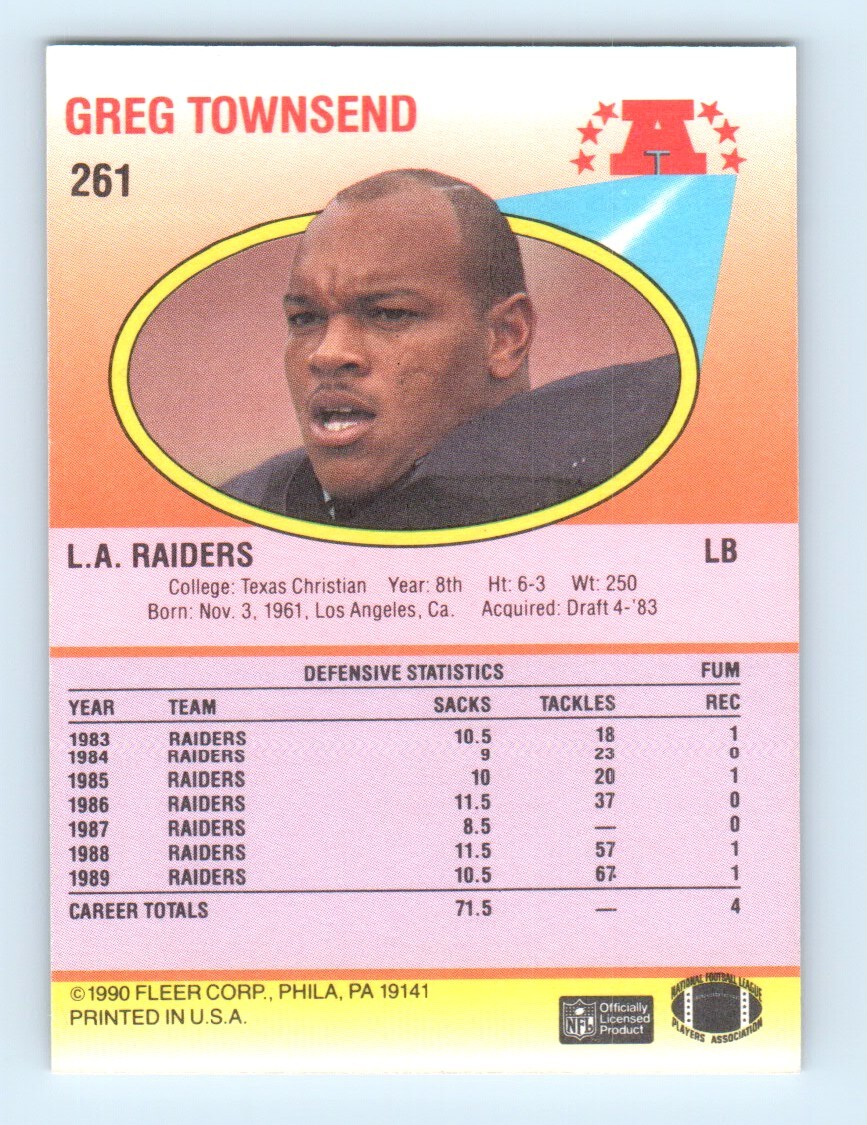 GREG TOWNSEND
261
A
L.A. RAIDERS LB
College: Texas Christian Year: 8th Ht: 6-3 Wt: 250
Born: Nov. 3, 1961, Los Angeles, Ca. Acquired: Draft 4-'83
DEFENSIVE STATISTICS FUM
YEAR TEAM SACKS TACKLES REC
1983 RAIDERS 10.5 18 1
1984 RAIDERS 9 23 0
1985 RAIDERS 10 20 1
1986 RAIDERS 11.5 37 0
1987 RAIDERS 8.5 — 0
1988 RAIDERS 11.5 57 1
1989 RAIDERS 10.5 67 1
CAREER TOTALS 71.5 — 4
©1990 FLEER CORP., PHILA, PA 19141
PRINTED IN U.S.A.
NFL
Officially
Licensed
Product
NATIONAL FOOTBALL LEAGUE
PLAYERS ASSOCIATION